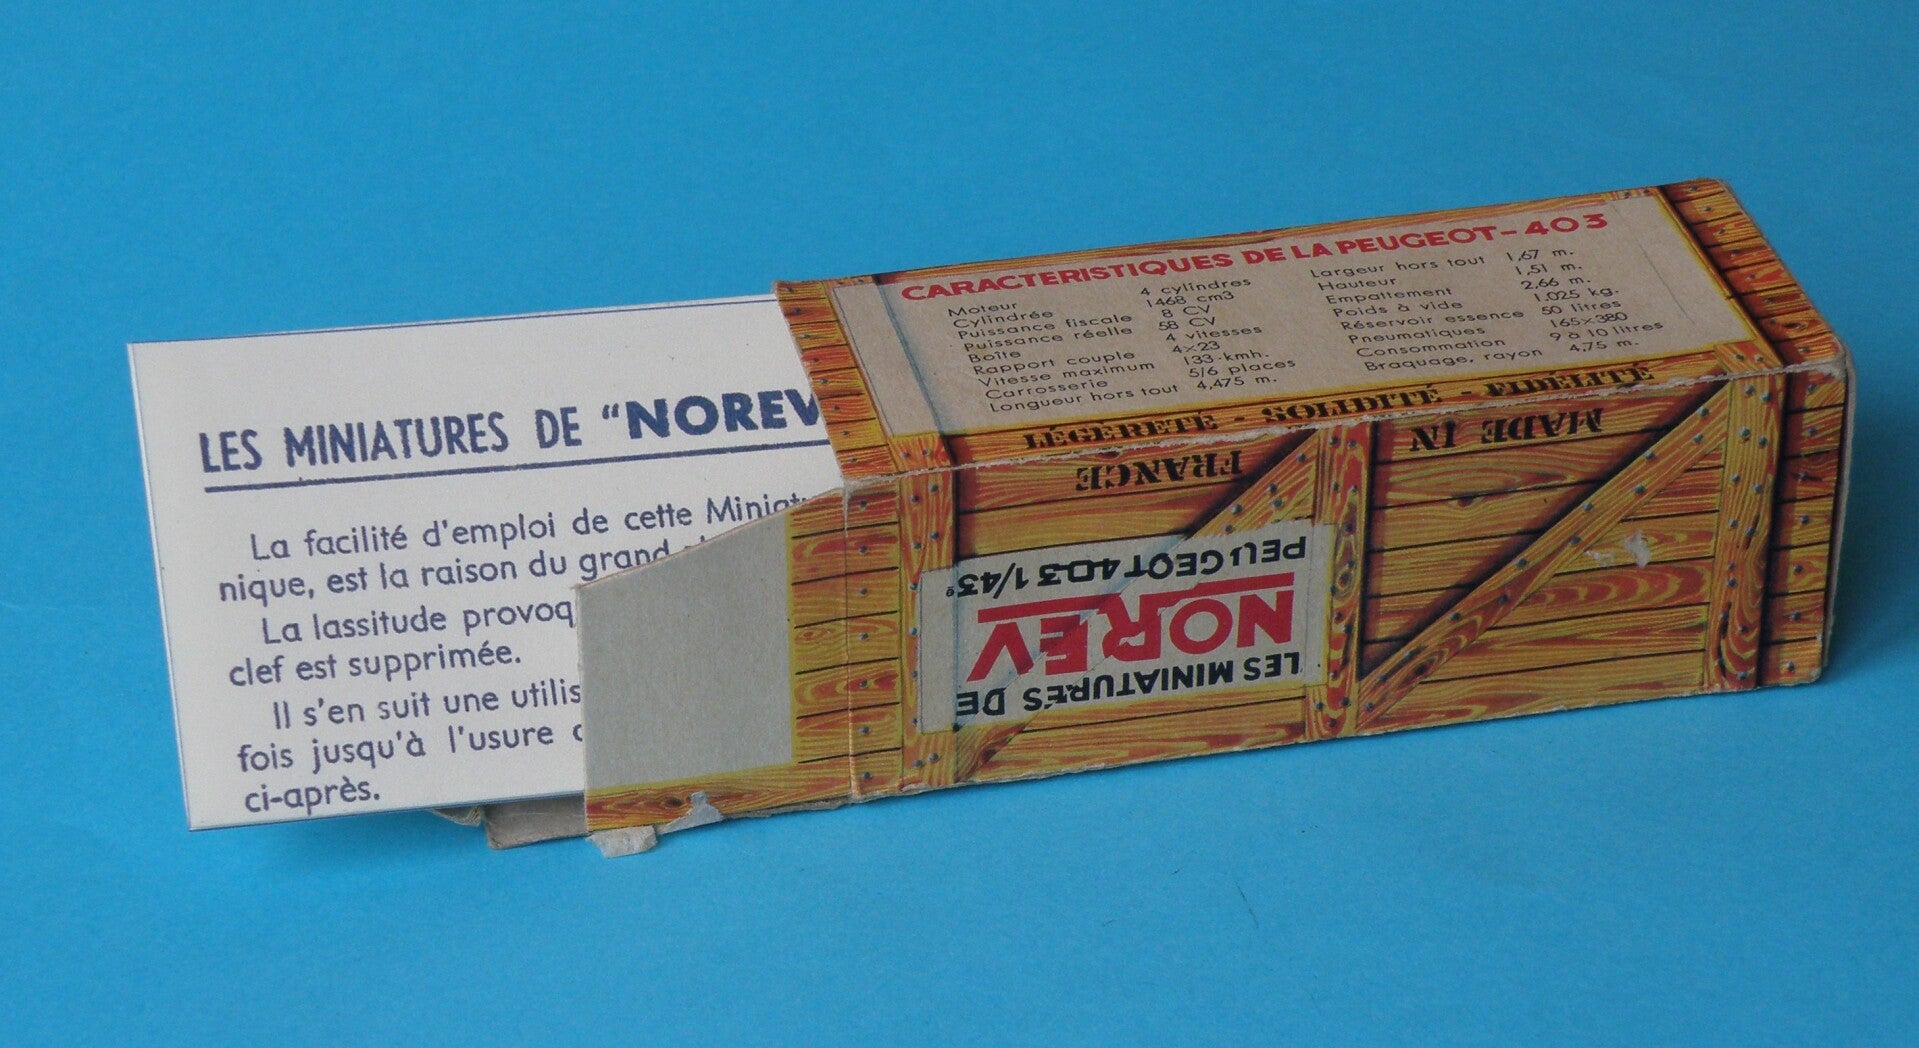 LES MINIATURES DE "NOREV
La facilité d'emploi de cette
nique, est la raison du grand
La lassitude
clef est supprimée.
Il s'en suit une
fois jusqu'à l'usure
ci-après.
CARACTERISTIQUES DE LA PEUGEOT-403
Moteur 4 cylindres
Cylindrée 1468 cm3
Puissance fiscale 8 CV
Puissance réelle 58 CV
Boîte 4 vitesses
Rapport couple 4×23
Vitesse maximum 133·kmh.
Carrosserie 5/6 places
Longueur hors tout 4,475 m.
Largeur hors tout 1,67 m.
Hauteur 1,51 m.
Empattement 2,66 m.
Poids à vide 1.025 kg.
Réservoir essence 50 litres
Pneumatiques 165×380
Consommation 9 à 10 litres
Braquage, rayon 4,75 m.
LÉGERETÉ - SOLIDITÉ - FIDÉLITÉ
MADE IN FRANCE
LES MINIATURES DE
NOREV
PEUGEOT 403 1/43e